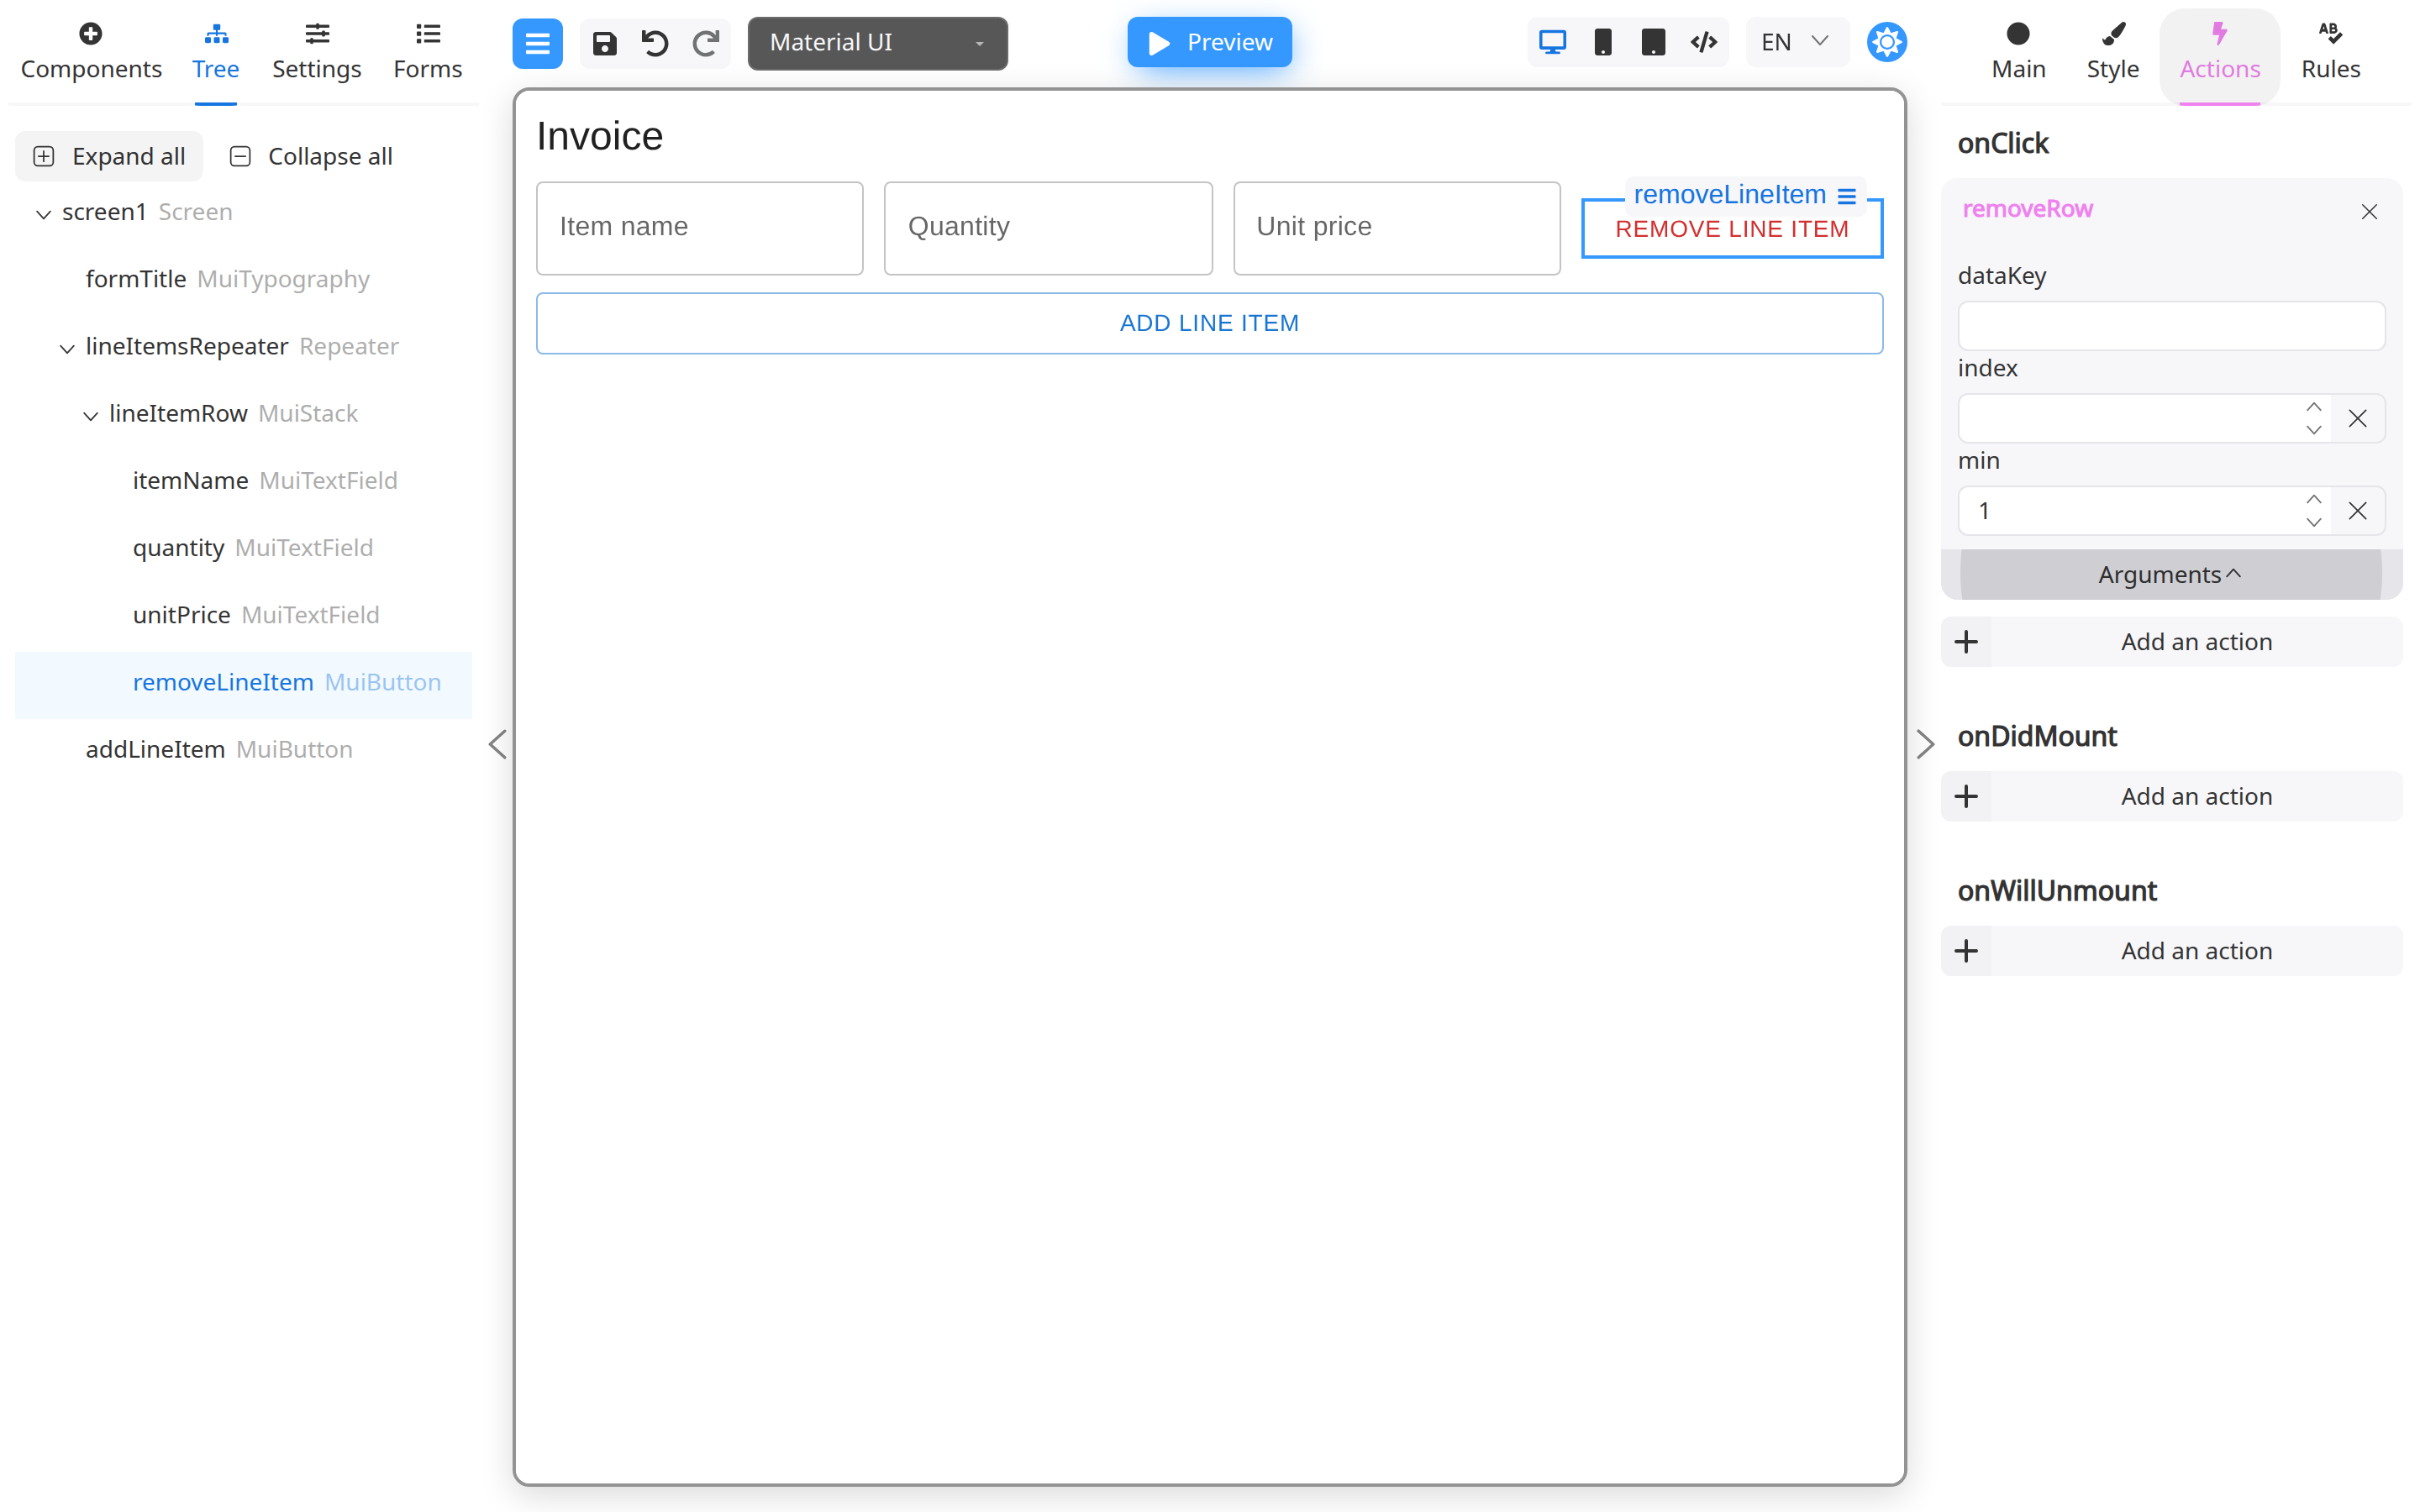 Components
Tree
Settings
Forms
Material UI
Preview
EN
Main
Style
Actions
AB
Rules
Expand all
Collapse all
screen1 Screen
formTitle MuiTypography
lineItemsRepeater Repeater
lineItemRow MuiStack
itemName MuiTextField
quantity MuiTextField
unitPrice MuiTextField
removeLineItem MuiButton
addLineItem MuiButton
Invoice
Item name
Quantity
Unit price
removeLineItem
REMOVE LINE ITEM
ADD LINE ITEM
onClick
removeRow
dataKey
index
min
1
Arguments
Add an action
onDidMount
Add an action
onWillUnmount
Add an action